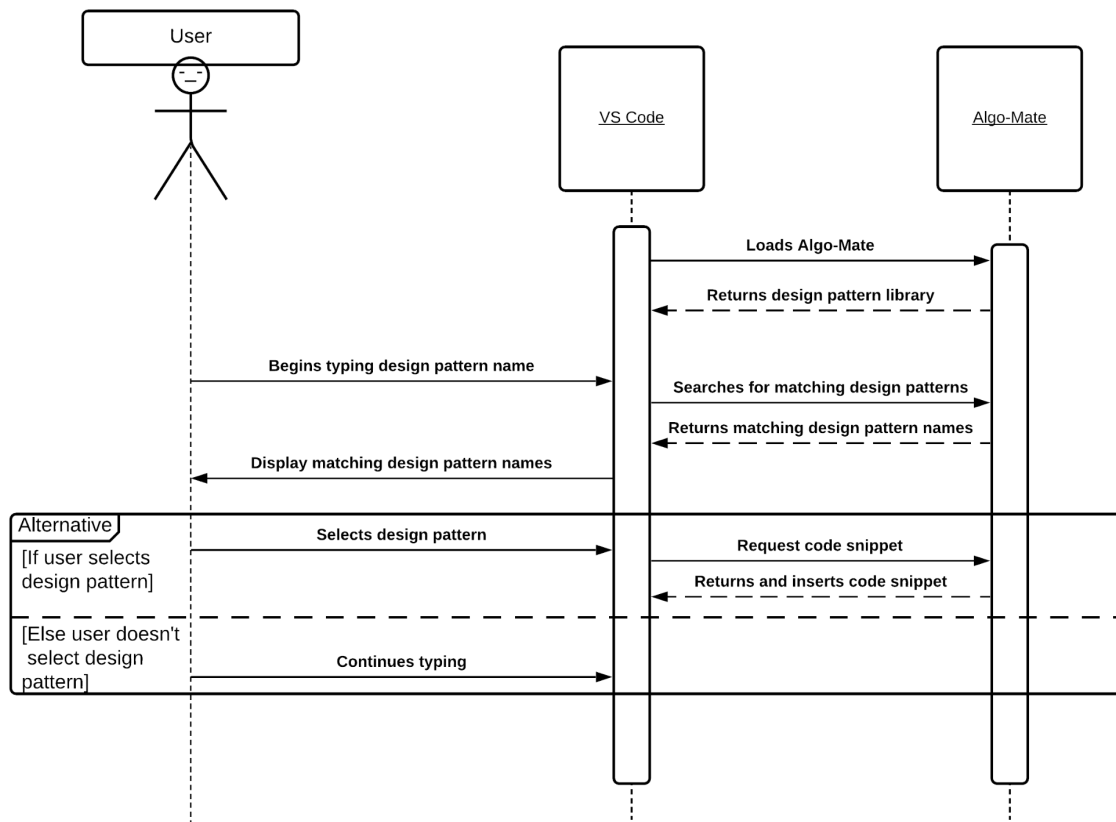 User
VS Code
Algo-Mate
Loads Algo-Mate
Returns design pattern library
Begins typing design pattern name
Searches for matching design patterns
Returns matching design pattern names
Display matching design pattern names
Alternative
[If user selects
design pattern]
Selects design pattern
Request code snippet
Returns and inserts code snippet
[Else user doesn't
select design
pattern]
Continues typing